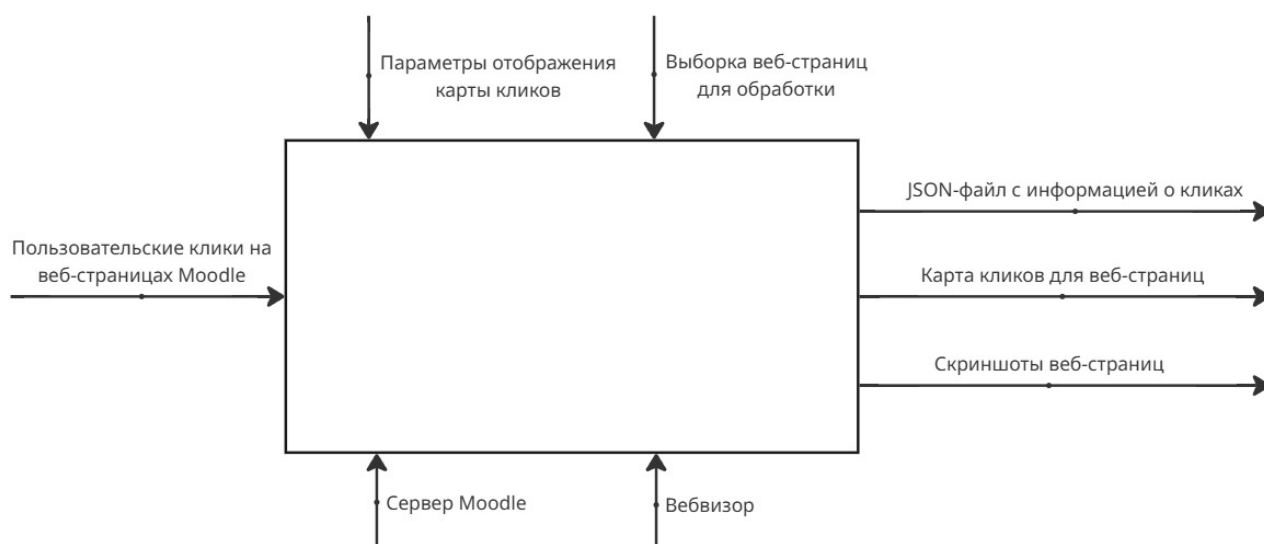 Параметры отображения
карты кликов
Выборка веб-страниц
для обработки
JSON-файл с информацией о кликах
Пользовательские клики на
веб-страницах Moodle
Карта кликов для веб-страниц
Скриншоты веб-страниц
Сервер Moodle
Вебвизор